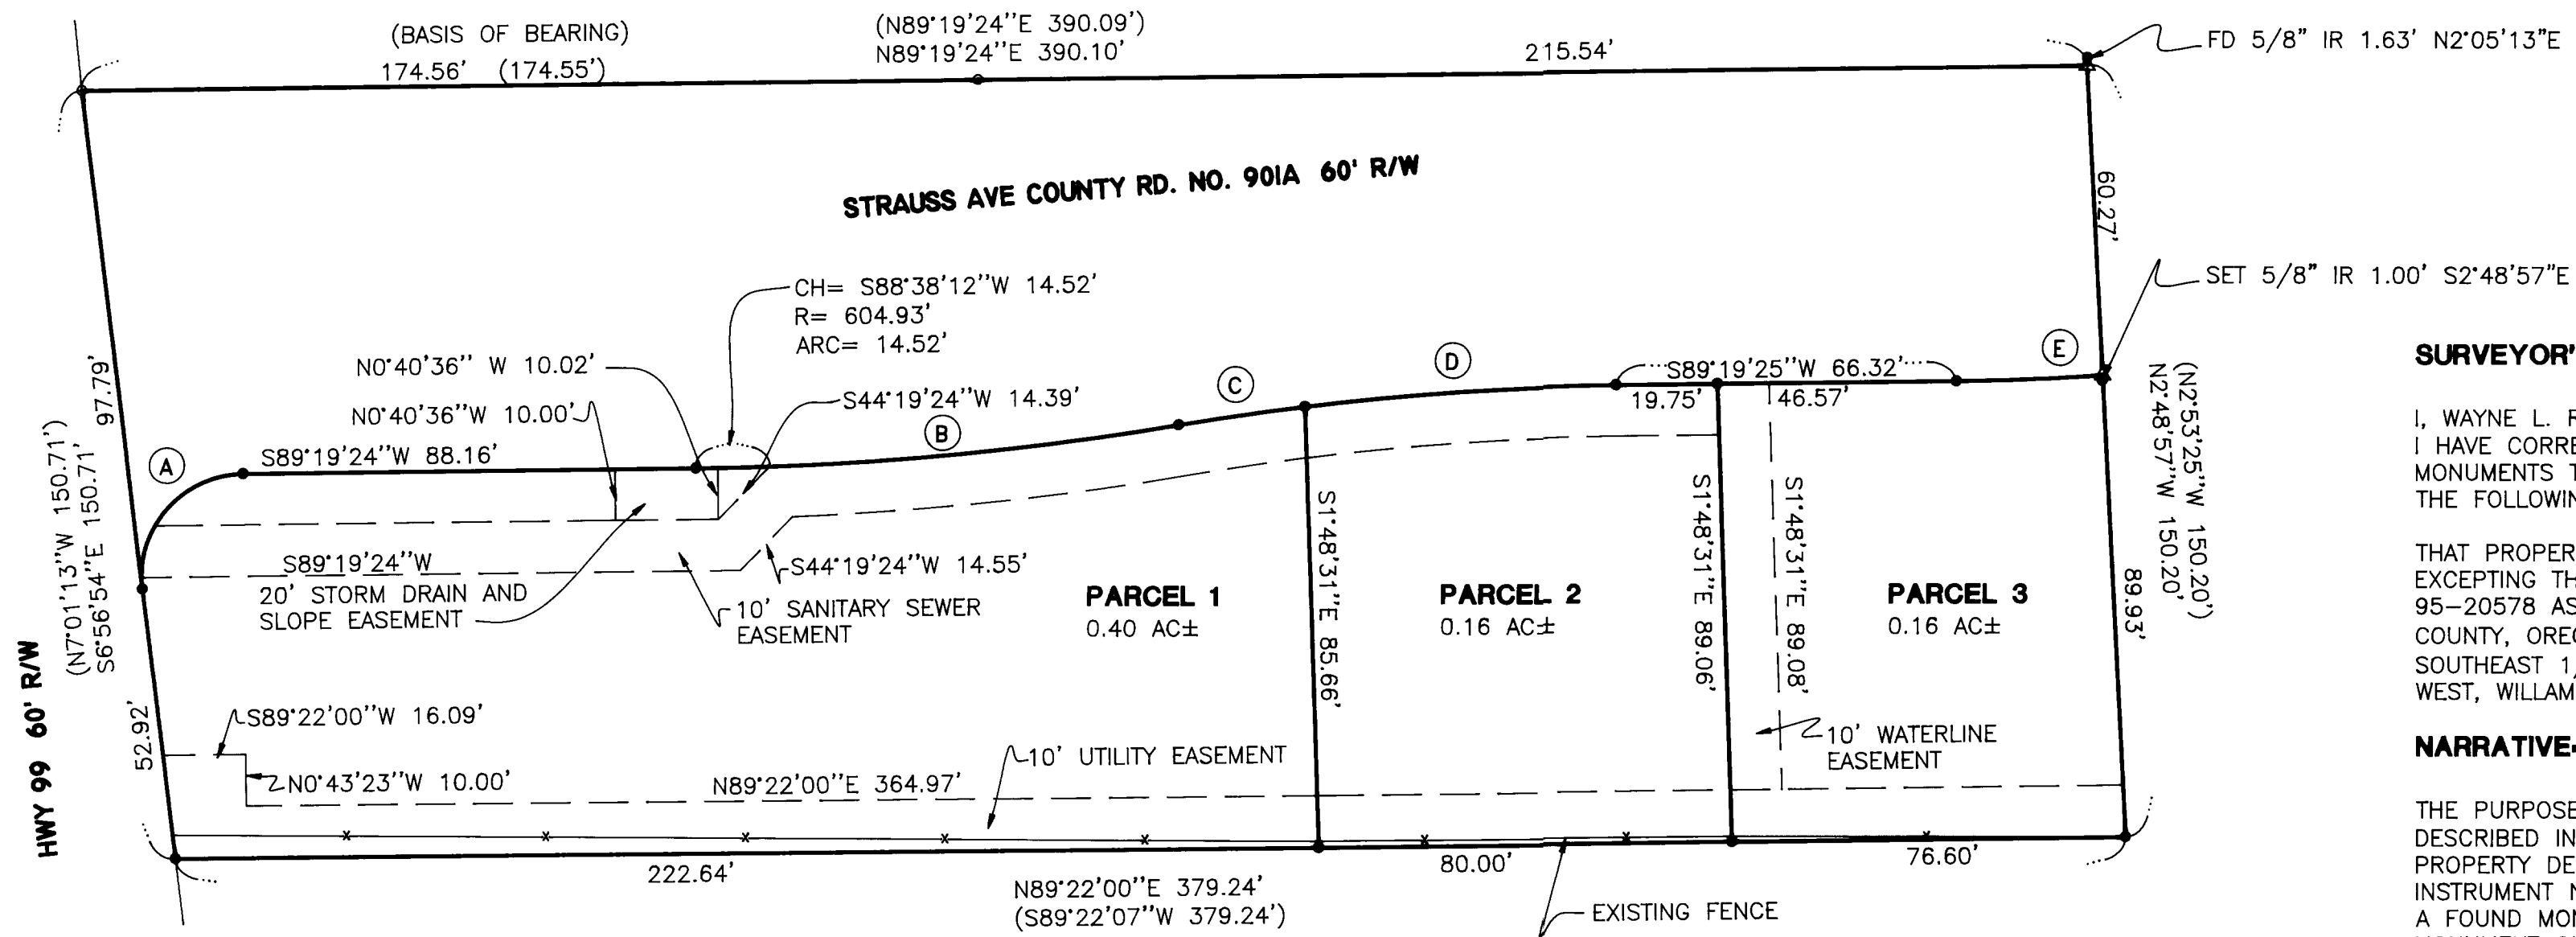 (BASIS OF BEARING)
174.56' (174.55')
(N89°19'24"E 390.09')
N89°19'24"E 390.10'
215.54'
FD 5/8" IR 1.63' N2°05'13"E
60.27'
STRAUSS AVE COUNTY RD. NO. 901A 60' R/W
SET 5/8" IR 1.00' S2°48'57"E
CH= S88°38'12"W 14.52'
R= 604.93'
ARC= 14.52'
N0°40'36" W 10.02'
N0°40'36"W 10.00'
S44°19'24"W 14.39'
97.79'
(N7°01'13"W 150.71')
S6°56'54"E 150.71'
A
S89°19'24"W 88.16'
B
C
D
E
S89°19'25"W 66.32'
19.75'
46.57'
(N2°53'25"W 150.20')
N2°48'57"W 150.20'
S89°19'24"W
20' STORM DRAIN AND
SLOPE EASEMENT
S44°19'24"W 14.55'
10' SANITARY SEWER
EASEMENT
PARCEL 1
0.40 AC±
S1°48'31"E 85.66'
PARCEL 2
0.16 AC±
S1°48'31"E 89.06'
S1°48'31"E 89.08'
PARCEL 3
0.16 AC±
89.93'
HWY 99 60' R/W
52.92'
S89°22'00"W 16.09'
N0°43'23"W 10.00'
N89°22'00"E 364.97'
10' UTILITY EASEMENT
10' WATERLINE
EASEMENT
222.64'
80.00'
76.60'
N89°22'00"E 379.24'
(S89°22'07"W 379.24')
EXISTING FENCE
SURVEYOR'
I, WAYNE L. R
I HAVE CORRE
MONUMENTS T
THE FOLLOWIN
THAT PROPER
EXCEPTING TH
95-20578 AS
COUNTY, OREG
SOUTHEAST 1
WEST, WILLAM
NARRATIVE
THE PURPOSE
DESCRIBED IN
PROPERTY DE
INSTRUMENT N
A FOUND MON